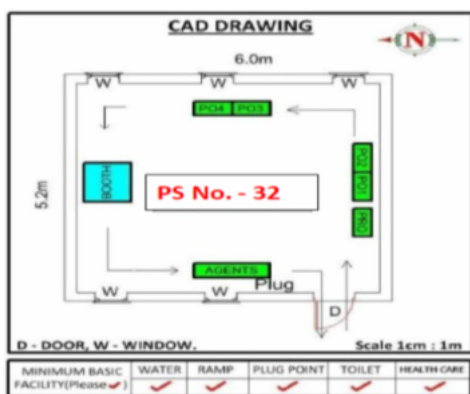 CAD DRAWING
N
6.0m
W W W
PO4 PO3
5.2m
BOOTH
PO2
PO1
PS No. - 32
PRO
AGENTS
Plug
W W
D
D - DOOR, W - WINDOW. Scale 1cm : 1m
MINIMUM BASIC WATER RAMP PLUG POINT TOILET HEALTH CARE
FACILITY(Please ✓) ✓ ✓ ✓ ✓ ✓